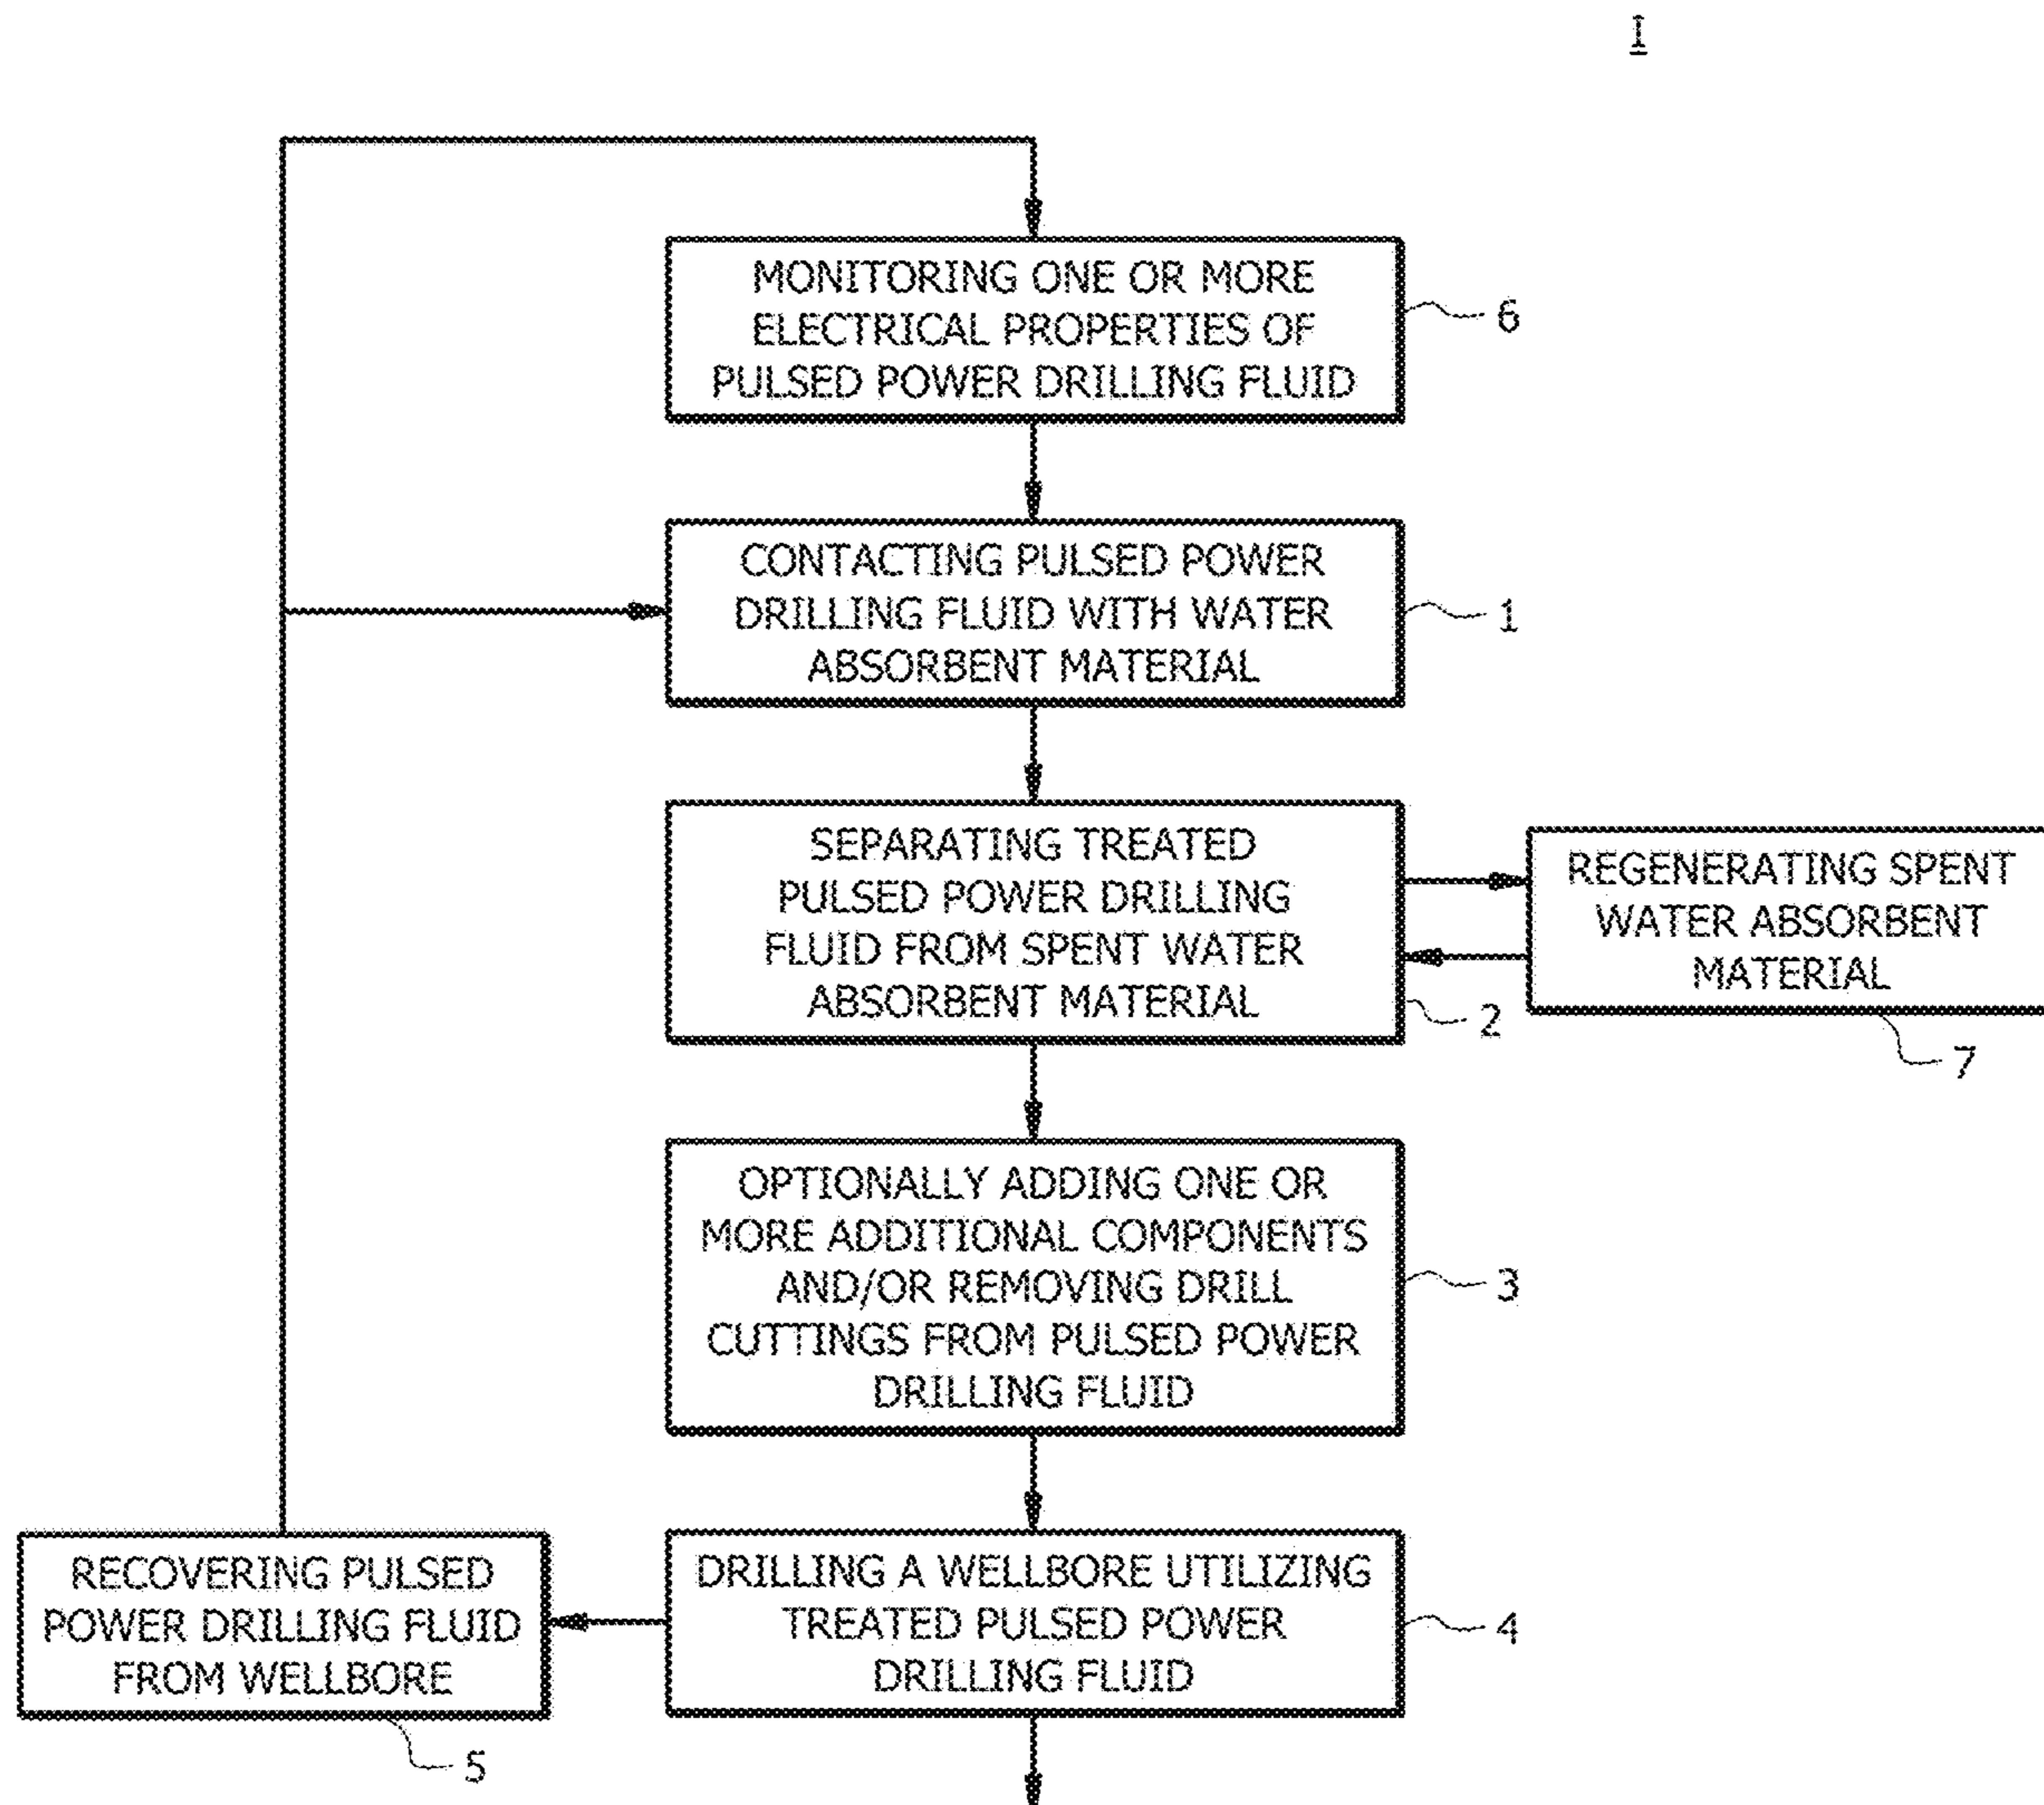 I
MONITORING ONE OR MORE
ELECTRICAL PROPERTIES OF
PULSED POWER DRILLING FLUID
6
CONTACTING PULSED POWER
DRILLING FLUID WITH WATER
ABSORBENT MATERIAL
1
SEPARATING TREATED
PULSED POWER DRILLING
FLUID FROM SPENT WATER
ABSORBENT MATERIAL
2
REGENERATING SPENT
WATER ABSORBENT
MATERIAL
7
OPTIONALLY ADDING ONE OR
MORE ADDITIONAL COMPONENTS
AND/OR REMOVING DRILL
CUTTINGS FROM PULSED POWER
DRILLING FLUID
3
DRILLING A WELLBORE UTILIZING
TREATED PULSED POWER
DRILLING FLUID
4
RECOVERING PULSED
POWER DRILLING FLUID
FROM WELLBORE
5